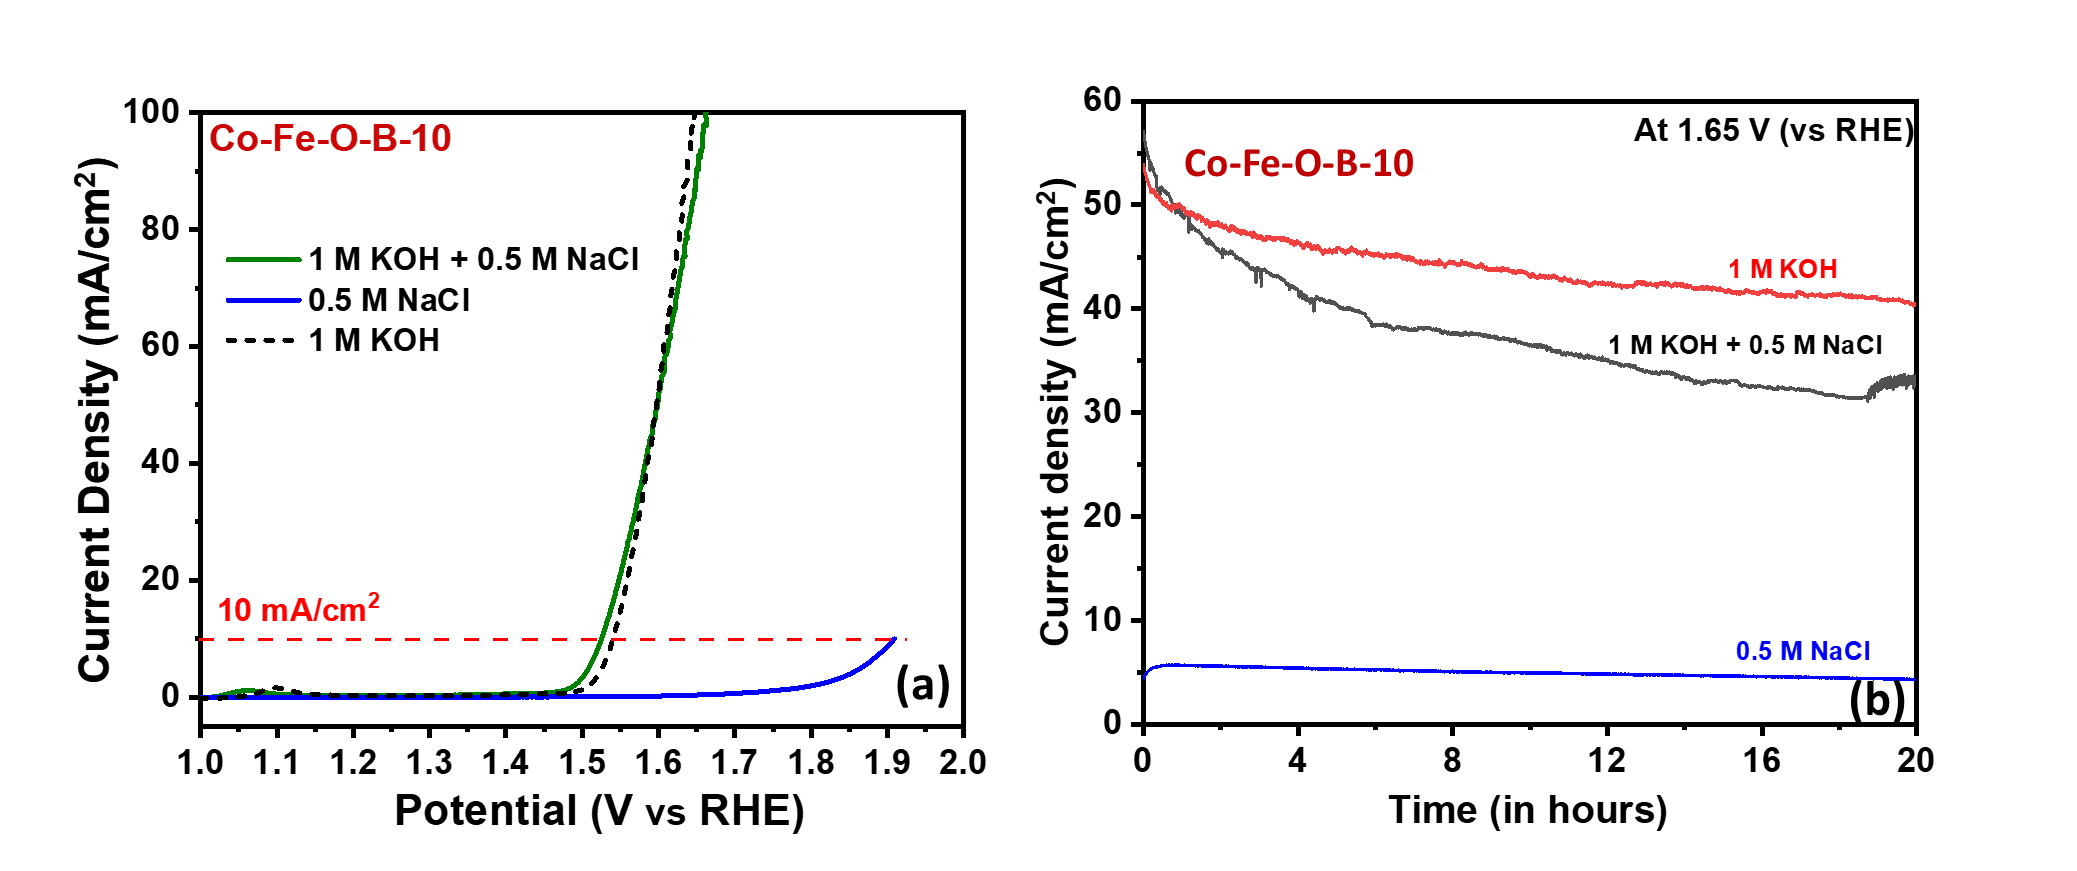 Co-Fe-O-B-10
1 M KOH + 0.5 M NaCl
0.5 M NaCl
1 M KOH
10 mA/cm²
(a)
100
80
60
40
20
0
Current Density (mA/cm²)
1.0 1.1 1.2 1.3 1.4 1.5 1.6 1.7 1.8 1.9 2.0
Potential (V vs RHE)
At 1.65 V (vs RHE)
Co-Fe-O-B-10
1 M KOH
1 M KOH + 0.5 M NaCl
0.5 M NaCl
(b)
60
50
40
30
20
10
0
Current density (mA/cm²)
0 4 8 12 16 20
Time (in hours)